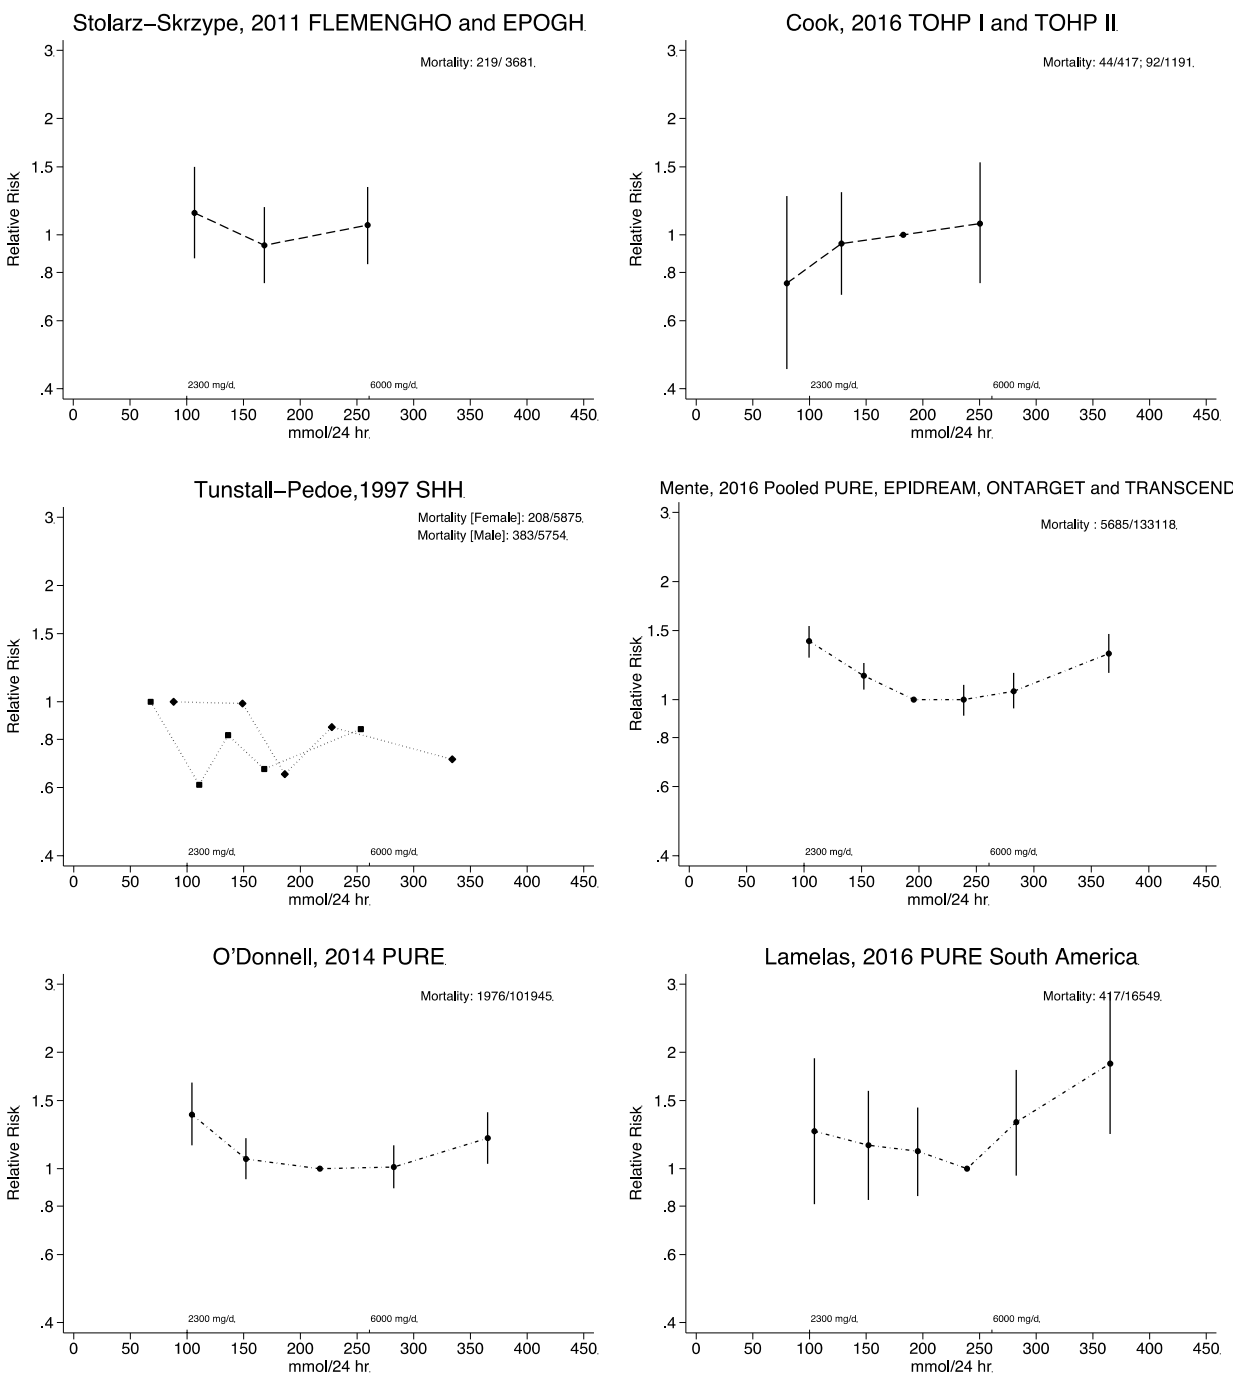 Stolarz–Skrzype, 2011 FLEMENGHO and EPOGH
Mortality: 219/ 3681
Relative Risk
3
2
1.5
1
.8
.6
.4
2300 mg/d
6000 mg/d
0 50 100 150 200 250 300 350 400 450
mmol/24 hr
Cook, 2016 TOHP I and TOHP II
Mortality: 44/417; 92/1191
Relative Risk
3
2
1.5
1
.8
.6
.4
2300 mg/d
6000 mg/d
0 50 100 150 200 250 300 350 400 450
mmol/24 hr
Tunstall–Pedoe,1997 SHH
Mortality [Female]: 208/5875
Mortality [Male]: 383/5754
Relative Risk
3
2
1.5
1
.8
.6
.4
2300 mg/d
6000 mg/d
0 50 100 150 200 250 300 350 400 450
mmol/24 hr
Mente, 2016 Pooled PURE, EPIDREAM, ONTARGET and TRANSCEND
Mortality : 5685/133118
Relative Risk
3
2
1.5
1
.8
.6
.4
2300 mg/d
6000 mg/d
0 50 100 150 200 250 300 350 400 450
mmol/24 hr
O'Donnell, 2014 PURE
Mortality: 1976/101945
Relative Risk
3
2
1.5
1
.8
.6
.4
2300 mg/d
6000 mg/d
0 50 100 150 200 250 300 350 400 450
mmol/24 hr
Lamelas, 2016 PURE South America
Mortality: 417/16549
Relative Risk
3
2
1.5
1
.8
.6
.4
2300 mg/d
6000 mg/d
0 50 100 150 200 250 300 350 400 450
mmol/24 hr